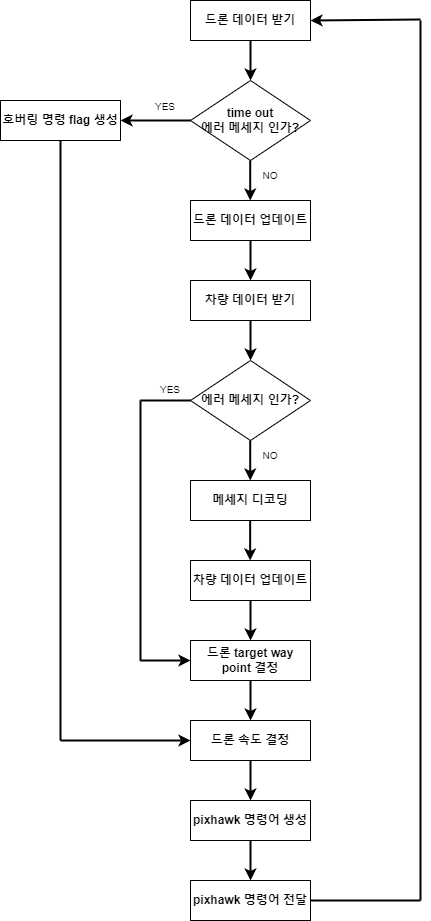 드론 데이터 받기
time out
에러 메세지 인가?
YES
호버링 명령 flag 생성
NO
드론 데이터 업데이트
차량 데이터 받기
에러 메세지 인가?
YES
NO
메세지 디코딩
차량 데이터 업데이트
드론 target way
point 결정
드론 속도 결정
pixhawk 명령어 생성
pixhawk 명령어 전달